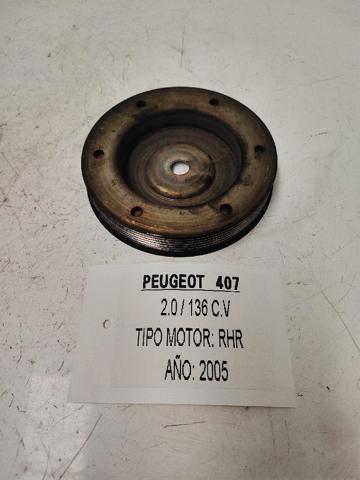 PEUGEOT 407
2.0 / 136 C.V
TIPO MOTOR: RHR
AÑO: 2005